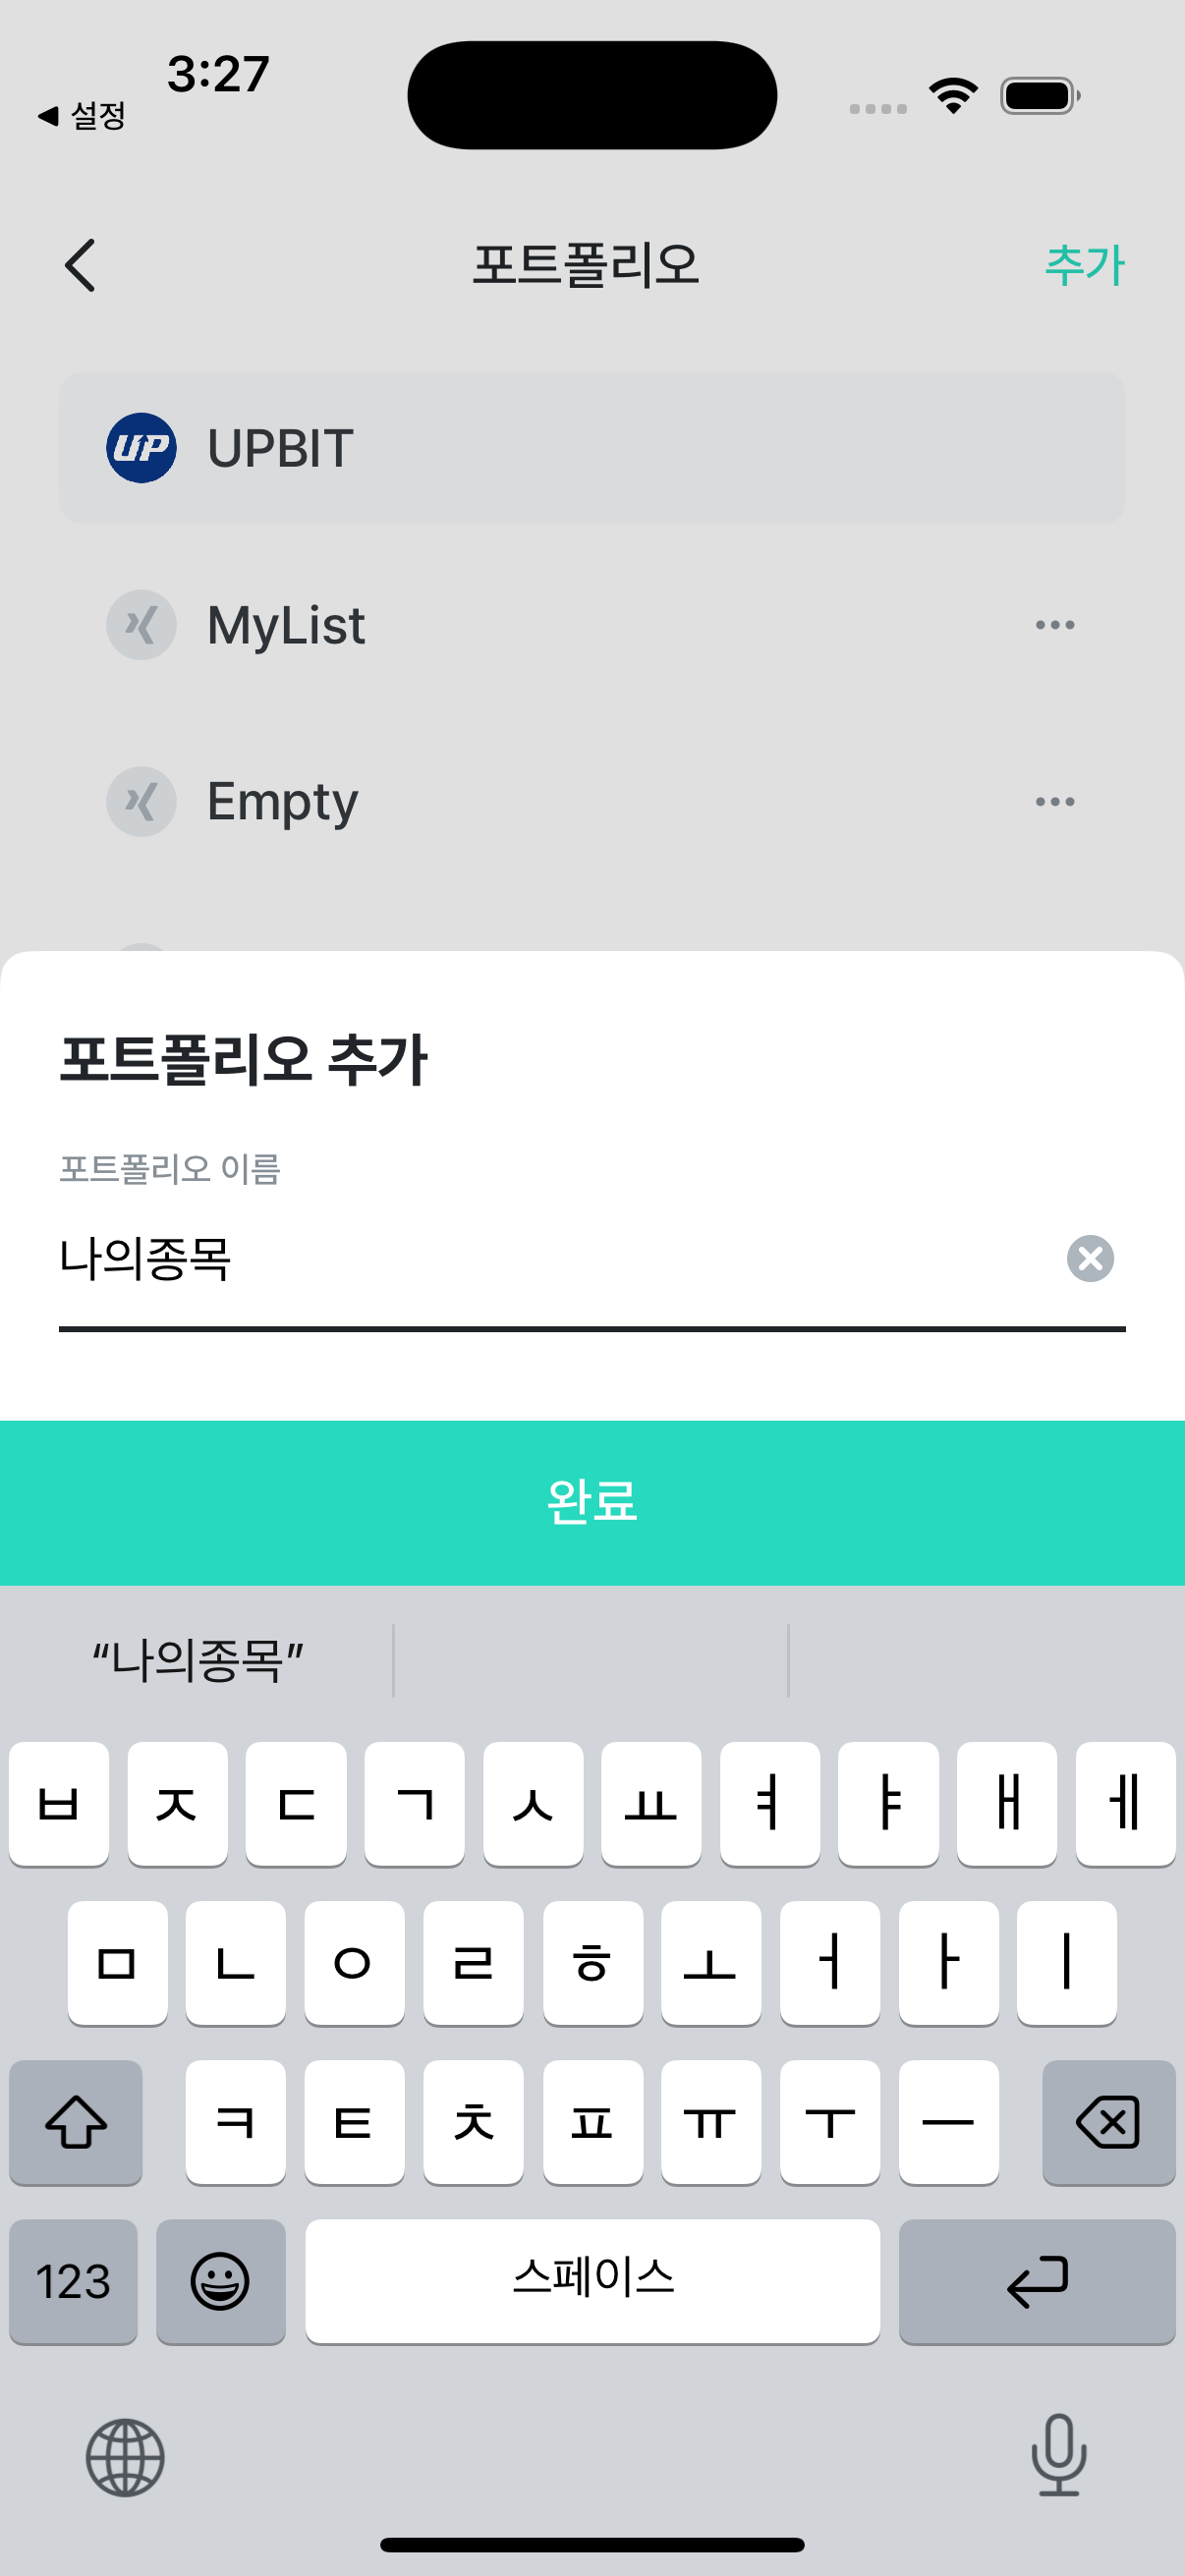 3:27
설정
포트폴리오
추가
UP UPBIT
MyList
Empty
포트폴리오 추가
포트폴리오 이름
나의종목
완료
“나의종목”
ㅂ ㅈ ㄷ ㄱ ㅅ ㅛ ㅕ ㅑ ㅐ ㅔ
ㅁ ㄴ ㅇ ㄹ ㅎ ㅗ ㅓ ㅏ ㅣ
ㅋ ㅌ ㅊ ㅍ ㅠ ㅜ ㅡ
123 스페이스